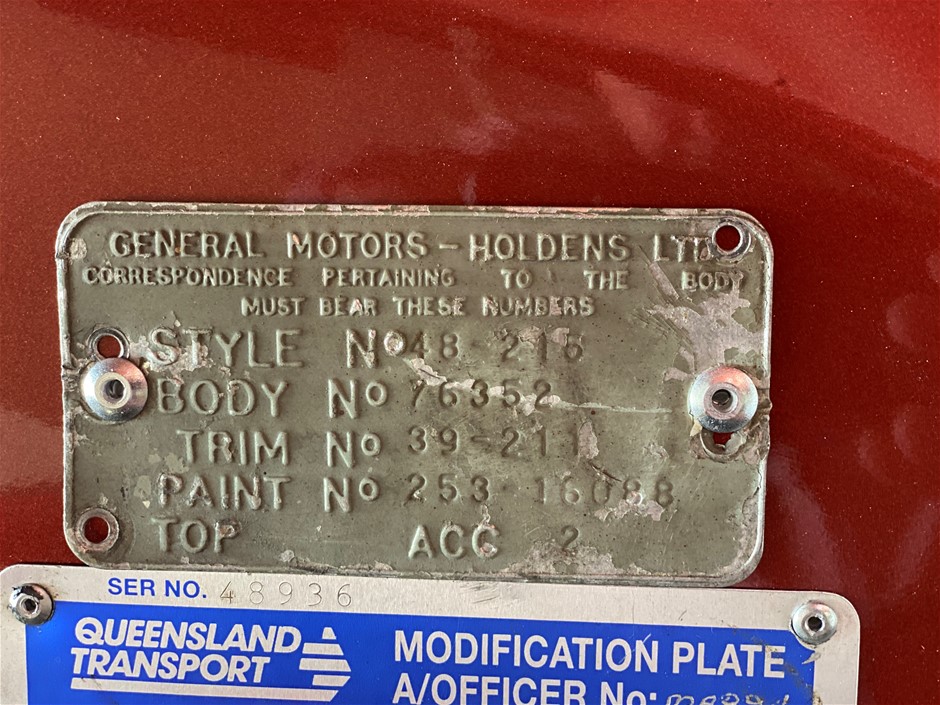 GENERAL MOTORS - HOLDENS LTD
CORRESPONDENCE PERTAINING TO THE BODY
MUST BEAR THESE NUMBERS
STYLE Nº 48-215
BODY Nº 76352
TRIM Nº 39-211
PAINT Nº 253-16088
TOP ACC 2
SER NO. 48936
QUEENSLAND
TRANSPORT
MODIFICATION PLATE
A/OFFICER No: